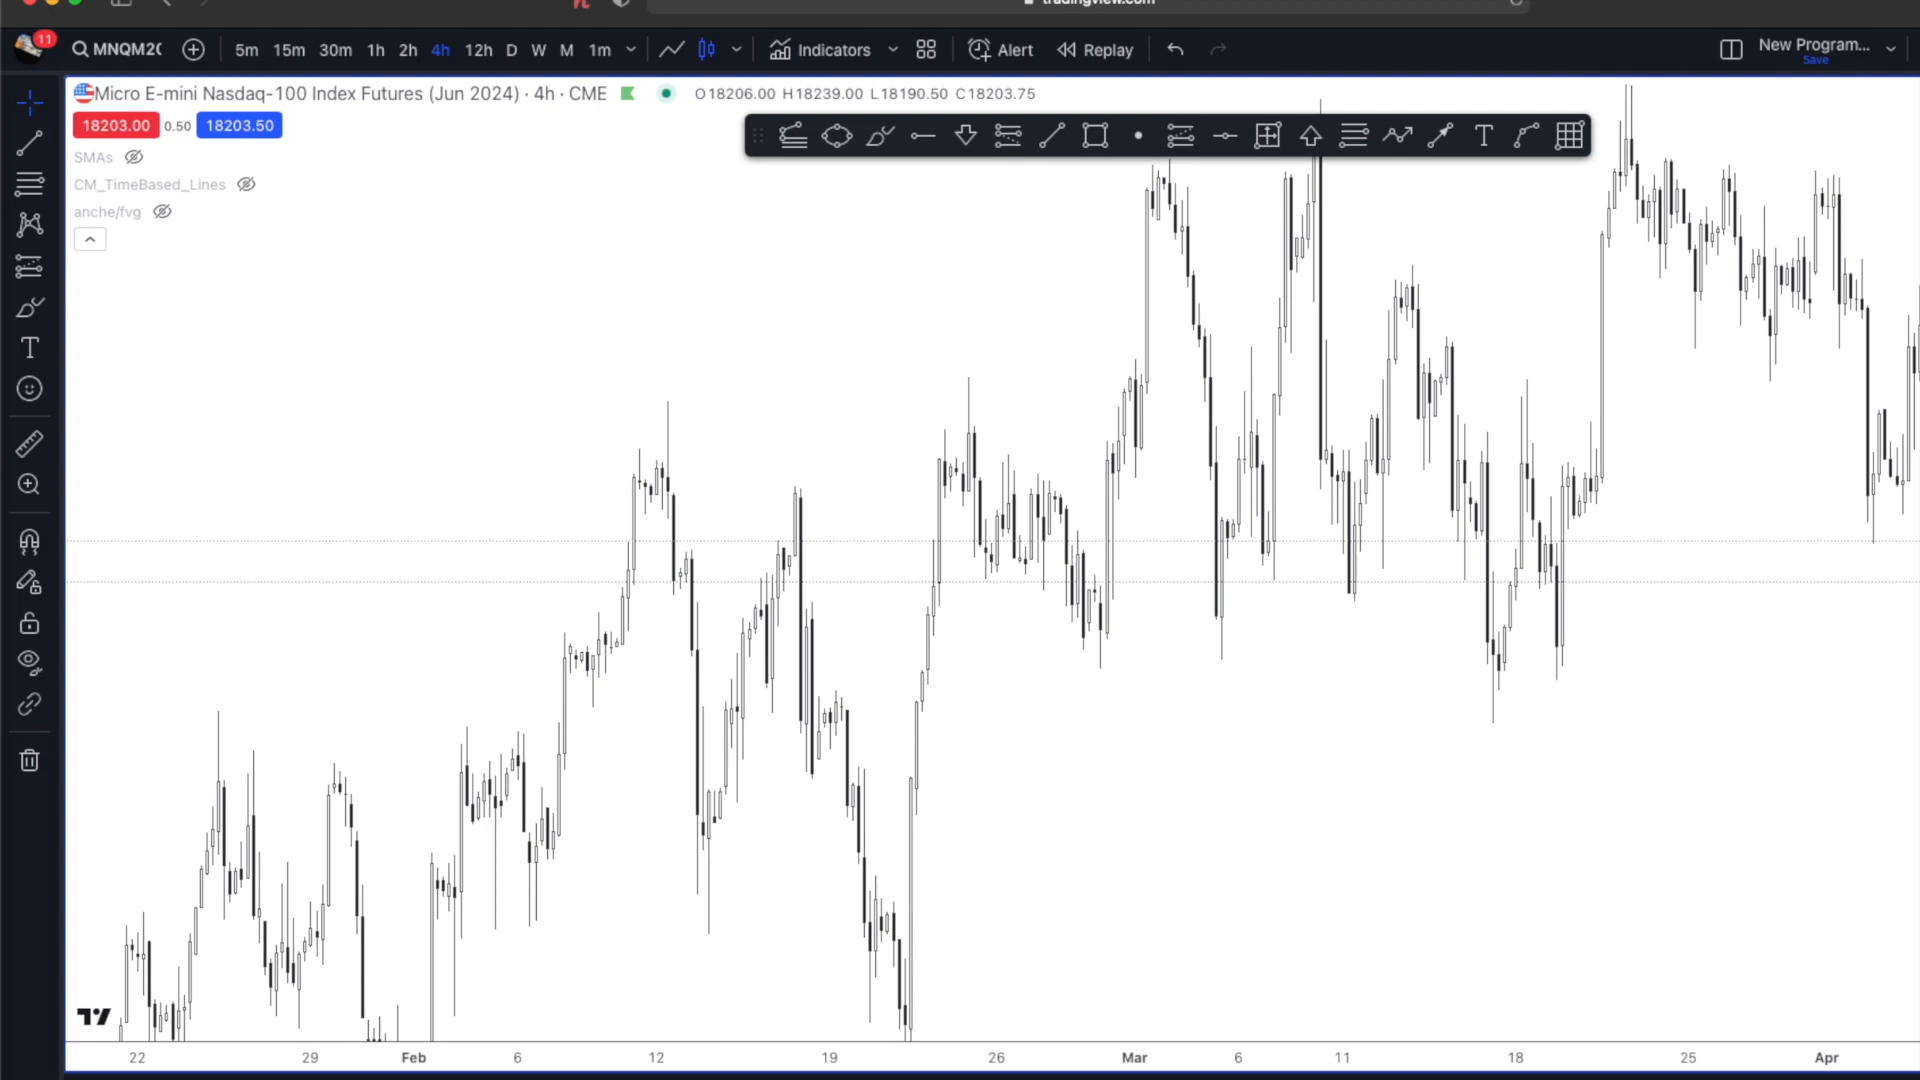 tradingview.com
11
MNQM20
5m 15m 30m 1h 2h 4h 12h D W M 1m
Indicators
Alert
Replay
New Program...
Save
Micro E-mini Nasdaq-100 Index Futures (Jun 2024) · 4h · CME
O18206.00 H18239.00 L18190.50 C18203.75
18203.00 0.50 18203.50
SMAs
CM_TimeBased_Lines
anche/fvg
22 29 Feb 6 12 19 26 Mar 6 11 18 25 Apr